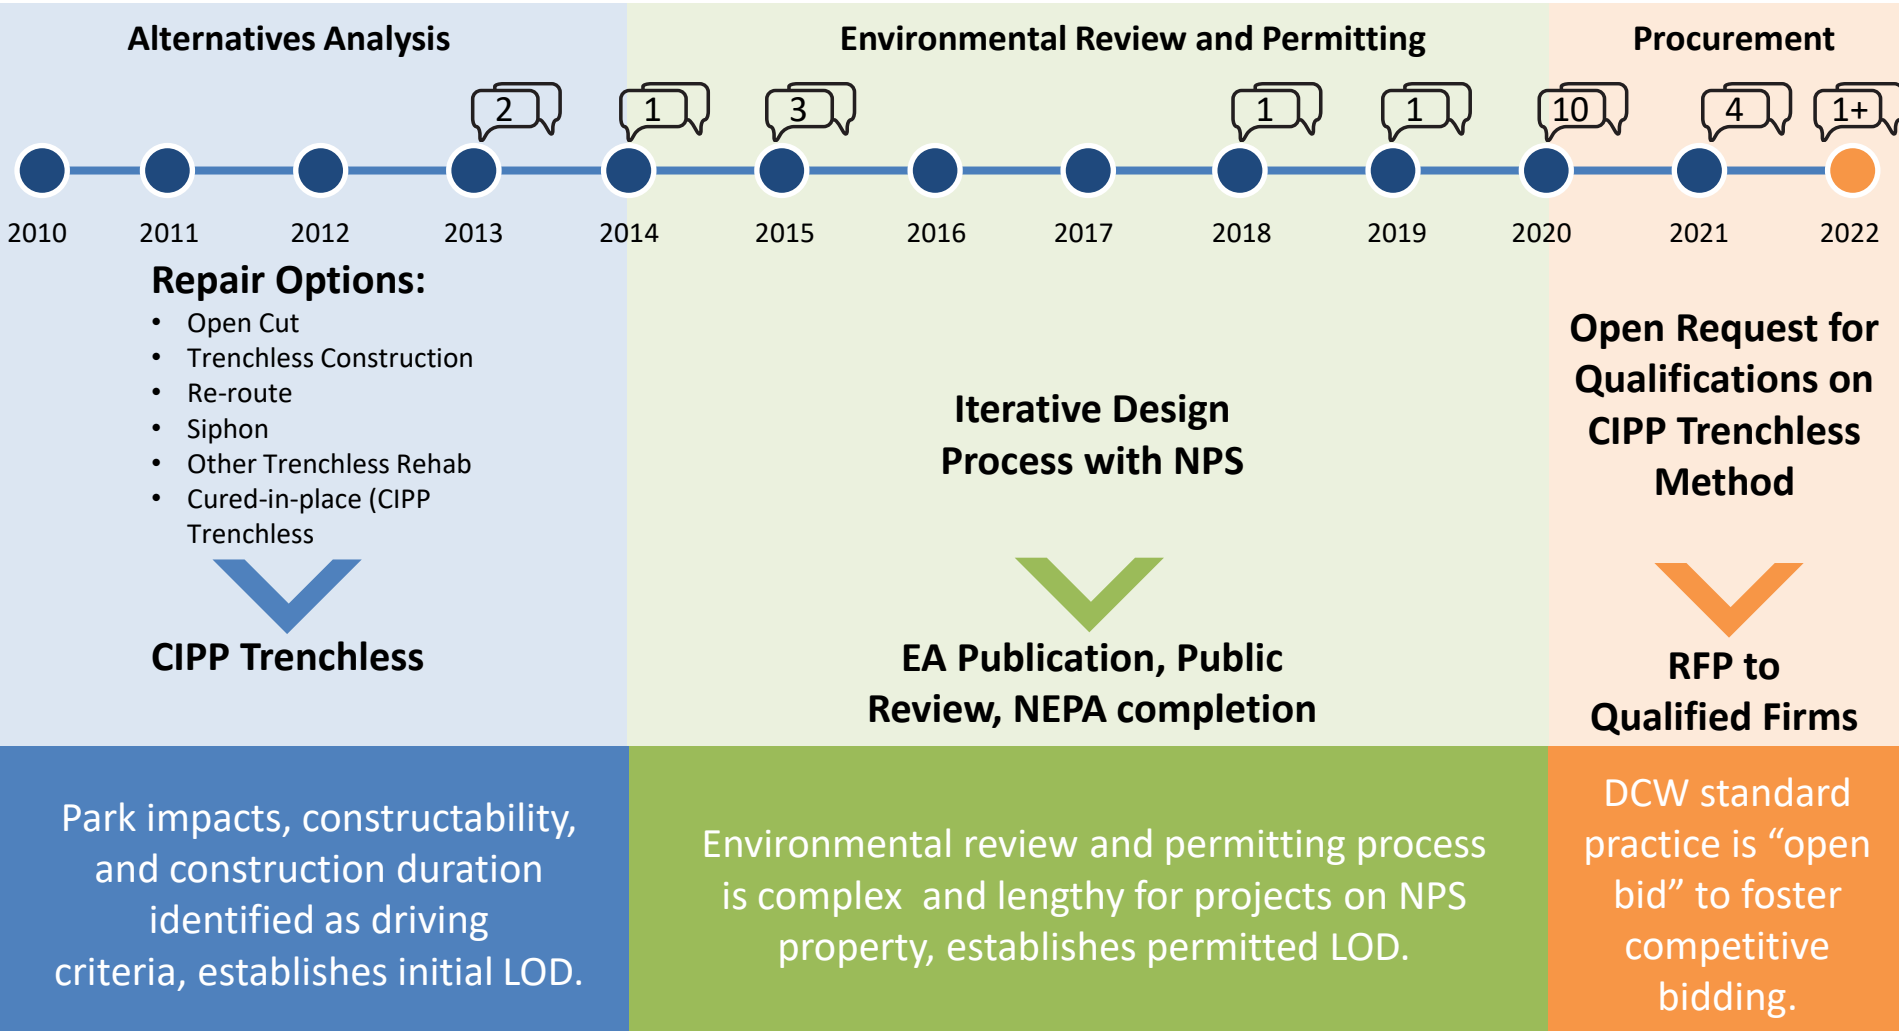 Alternatives Analysis
Environmental Review and Permitting
Procurement
2
1
3
1
1
10
4
1+
2010
2011
2012
2013
2014
2015
2016
2017
2018
2019
2020
2021
2022
Repair Options:
• Open Cut
• Trenchless Construction
• Re-route
• Siphon
• Other Trenchless Rehab
• Cured-in-place (CIPP
Trenchless
CIPP Trenchless
Park impacts, constructability,
and construction duration
identified as driving
criteria, establishes initial LOD.
Iterative Design
Process with NPS
EA Publication, Public
Review, NEPA completion
Environmental review and permitting process
is complex  and lengthy for projects on NPS
property, establishes permitted LOD.
Open Request for
Qualifications on
CIPP Trenchless
Method
RFP to
Qualified Firms
DCW standard
practice is “open
bid” to foster
competitive
bidding.